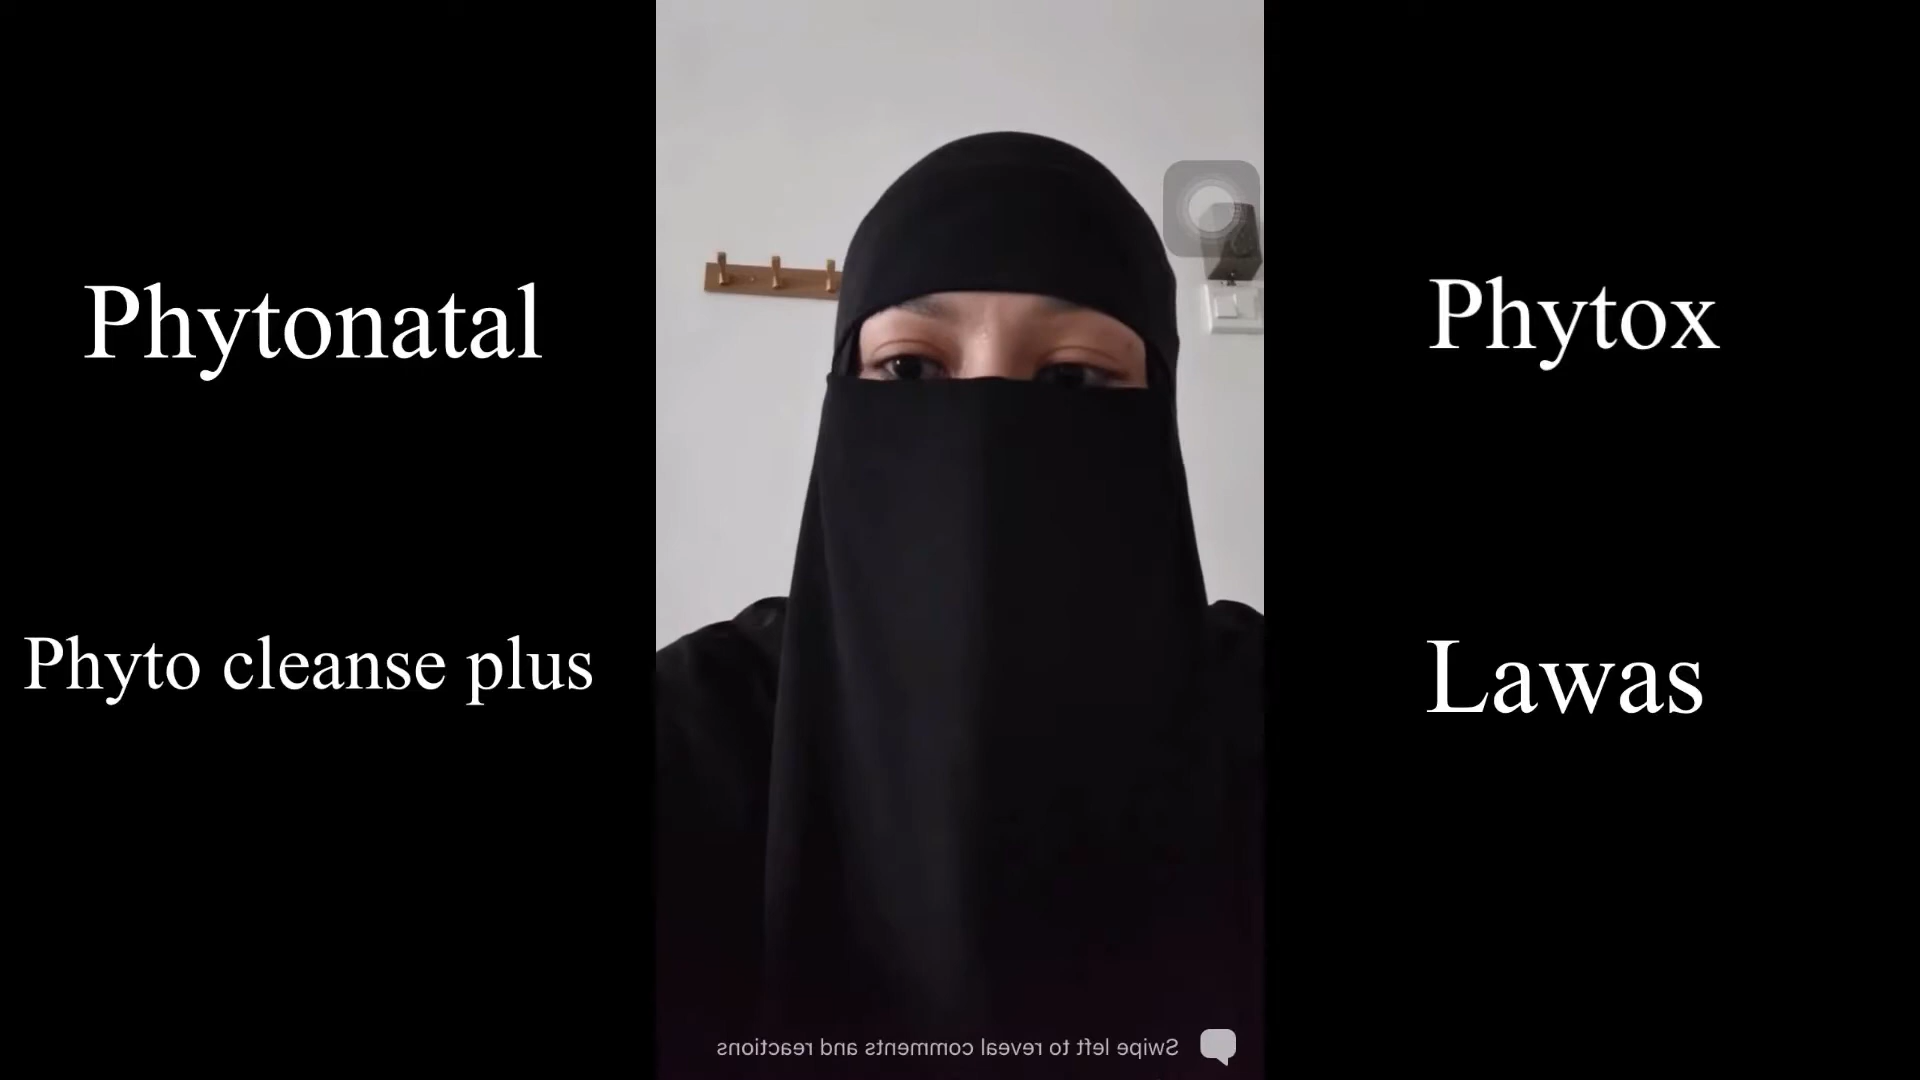 Phytonatal
Phytox
Phyto cleanse plus
Lawas
Swipe left to reveal comments and reactions